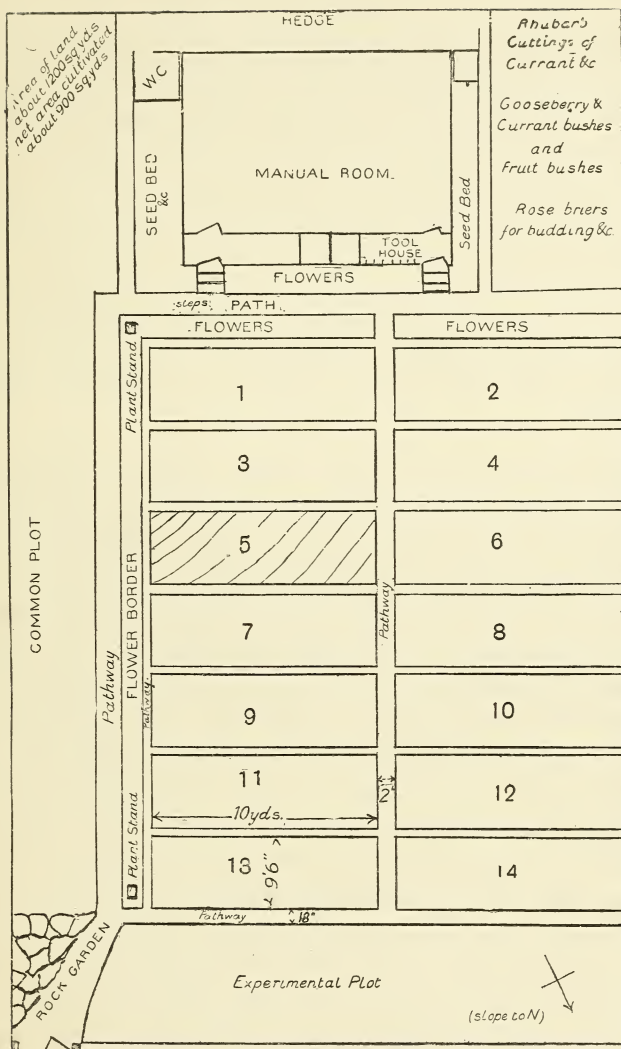 HEDGE
Area of land
about 1200 sq yds
net area cultivated
about 900 sq.yds
WC
SEED BED
&c
MANUAL ROOM.
TOOL
HOUSE
FLOWERS
Seed Bed
Rhubarb
Cuttings of
Currant &c
Gooseberry &
Currant bushes
and
Fruit bushes
Rose briers
for budding &c.
steps PATH
FLOWERS
FLOWERS
Plant Stand
1
2
3
4
5
6
COMMON PLOT
Pathway
FLOWER BORDER
Pathway
Pathway
7
8
9
10
11
10yds.
2'
12
Plant Stand
13
9'6"
14
Pathway
18"
ROCK GARDEN
Experimental Plot
(slope to N)